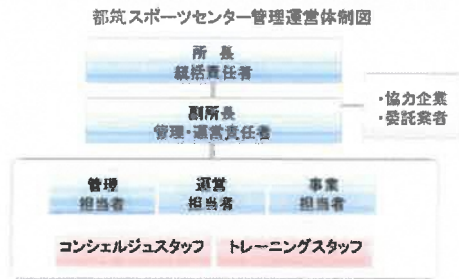 都筑スポーツセンター管理運営体制図
所 長
統括責任者
副所長
管理・運営責任者
・協力企業
・委託業者
管理
担当者
運営
担当者
事業
担当者
コンシェルジュスタッフ
トレーニングスタッフ